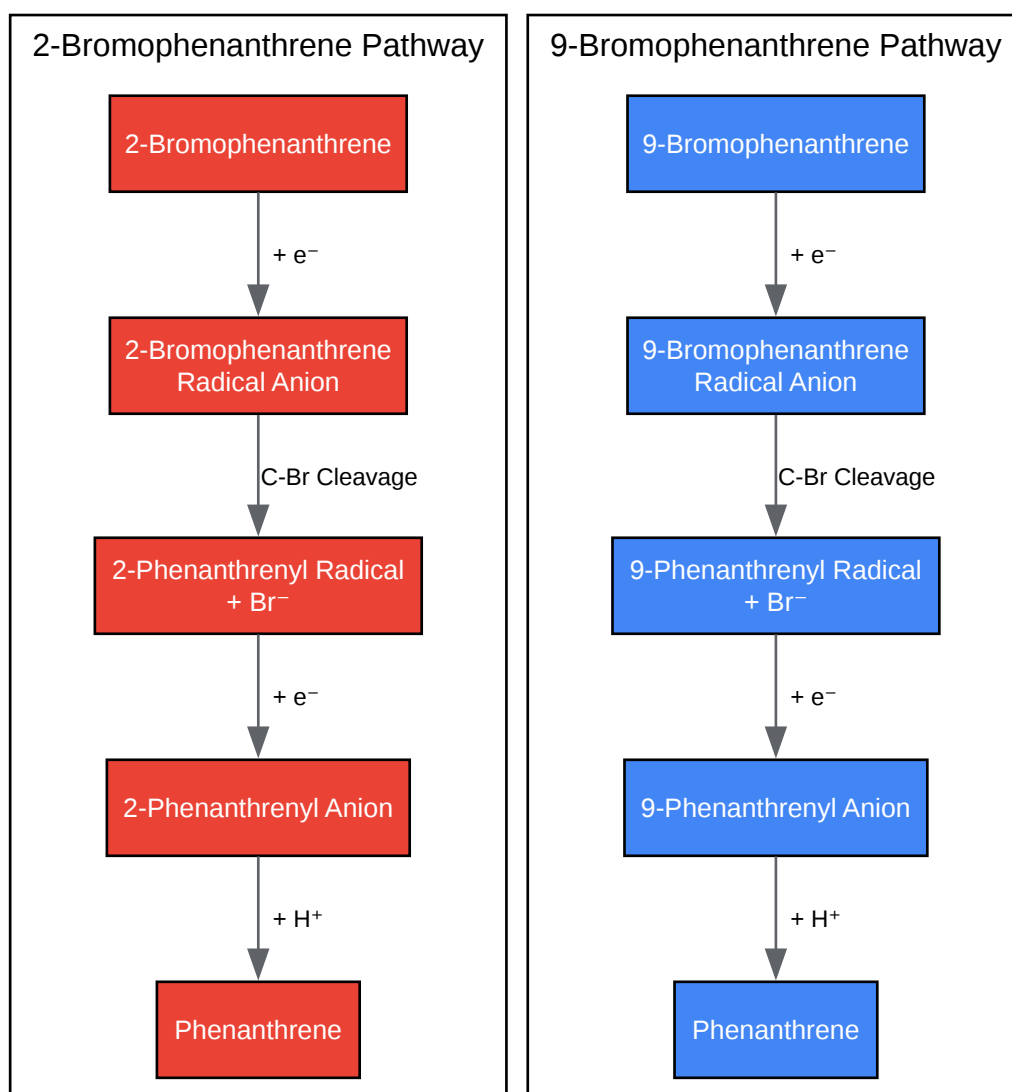 2-Bromophenanthrene Pathway
2-Bromophenanthrene
+ e⁻
2-Bromophenanthrene
Radical Anion
C-Br Cleavage
2-Phenanthrenyl Radical
+ Br⁻
+ e⁻
2-Phenanthrenyl Anion
+ H⁺
Phenanthrene
9-Bromophenanthrene Pathway
9-Bromophenanthrene
+ e⁻
9-Bromophenanthrene
Radical Anion
C-Br Cleavage
9-Phenanthrenyl Radical
+ Br⁻
+ e⁻
9-Phenanthrenyl Anion
+ H⁺
Phenanthrene